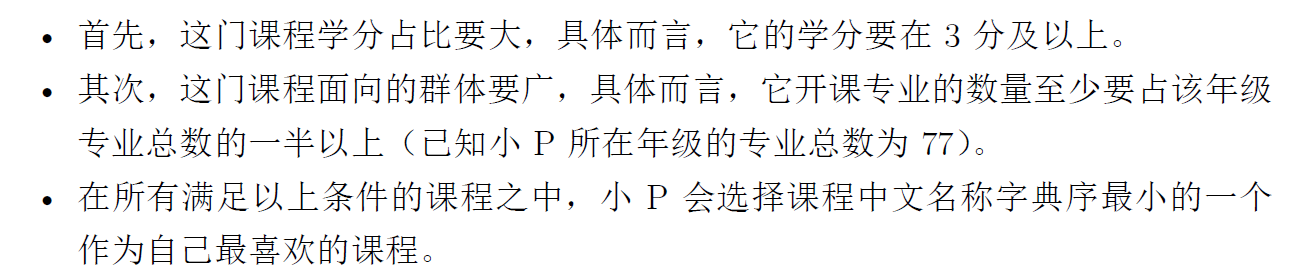 • 首先，这门课程学分占比要大，具体而言，它的学分要在 3 分及以上。
• 其次，这门课程面向的群体要广，具体而言，它开课专业的数量至少要占该年级
专业总数的一半以上（已知小 P 所在年级的专业总数为 77）。
• 在所有满足以上条件的课程之中，小 P 会选择课程中文名称字典序最小的一个
作为自己最喜欢的课程。